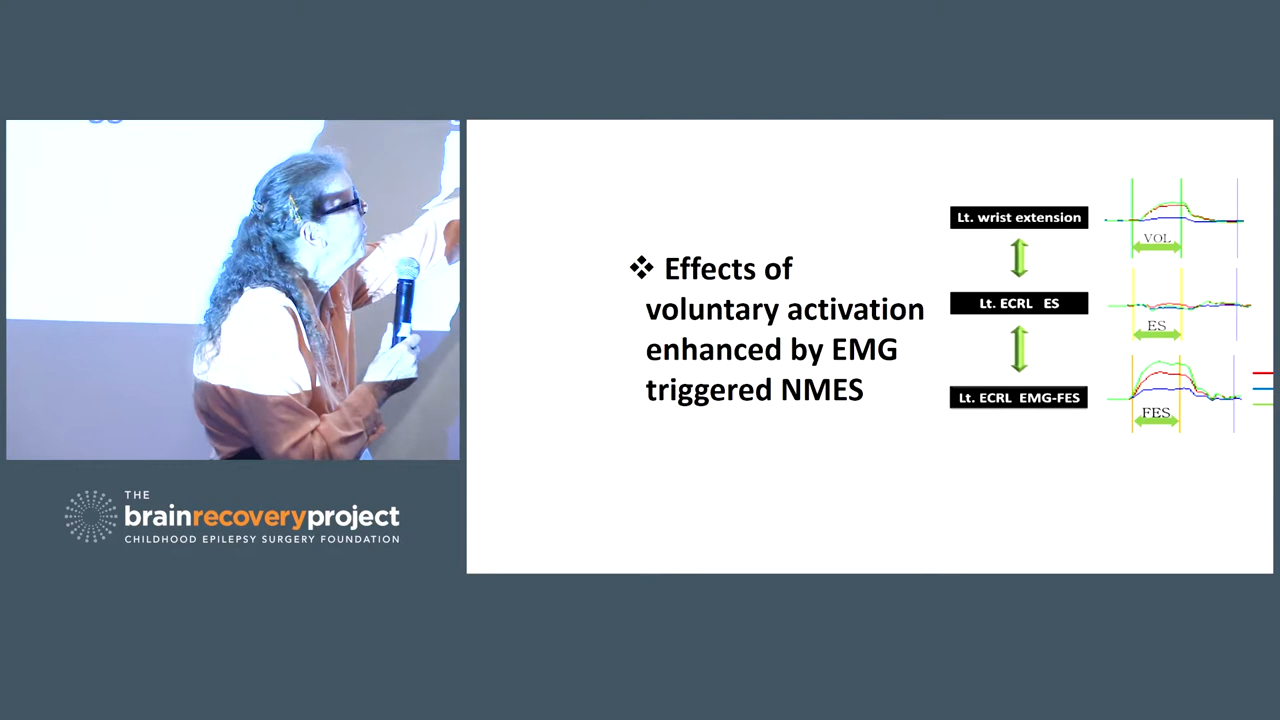 THE
brainrecoveryproject
CHILDHOOD EPILEPSY SURGERY FOUNDATION
❖ Effects of
voluntary activation
enhanced by EMG
triggered NMES
Lt. wrist extension
VOL
Lt. ECRL ES
ES
Lt. ECRL EMG-FES
FES